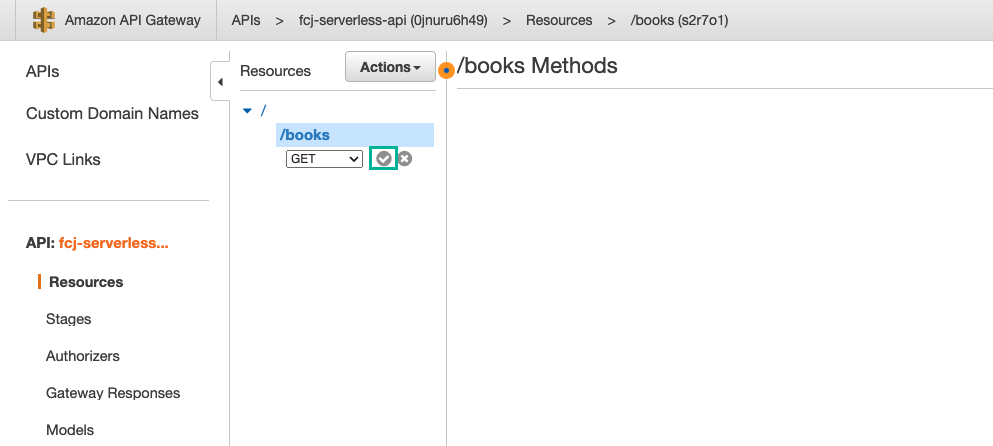 Amazon API Gateway APIs > fcj-serverless-api (0jnuru6h49) > Resources > /books (s2r7o1)
APIs
Custom Domain Names
VPC Links
API: fcj-serverless...
Resources
Stages
Authorizers
Gateway Responses
Models
Resources Actions
/
/books
GET
/books Methods